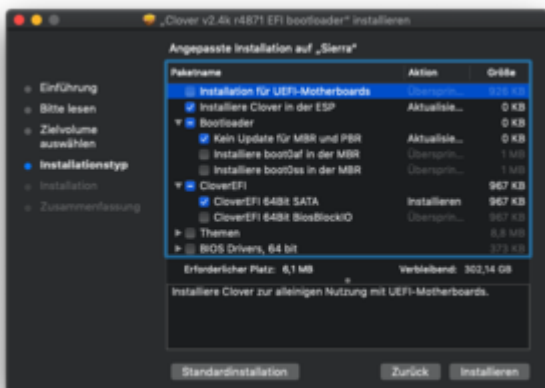 „Clover v2.4k r4871 EFI bootloader“ installieren
Angepasste Installation auf „Sierra“
Einführung
Bitte lesen
Zielvolume auswählen
Installationstyp
Installation
Zusammenfassung
Paketname Aktion Größe
Installation für UEFI-Motherboards Übersprin... 928 KB
Installiere Clover in der ESP Aktualisie... 0 KB
Bootloader 0 KB
Kein Update für MBR und PBR Aktualisie... 0 KB
Installiere boot0af in der MBR Übersprin... 1 MB
Installiere boot0ss in der MBR Übersprin... 1 MB
CloverEFI 967 KB
CloverEFI 64Bit SATA Installieren 967 KB
CloverEFI 64Bit BiosBlockIO Übersprin... 967 KB
Themen 8,8 MB
BIOS Drivers, 64 bit 373 KB
Erforderlicher Platz: 6,1 MB Verbleibend: 302,14 GB
Installiere Clover zur alleinigen Nutzung mit UEFI-Motherboards.
Standardinstallation Zurück Installieren